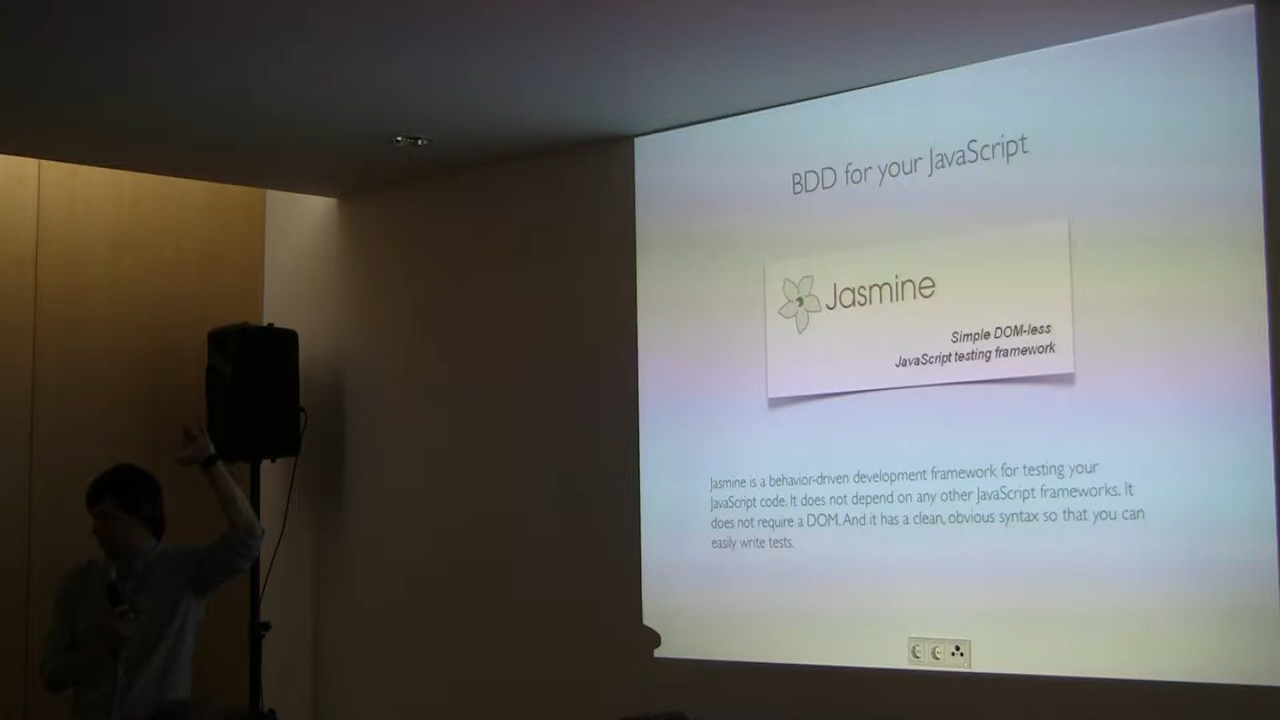 BDD for your JavaScript
Jasmine
Simple DOM-less
JavaScript testing framework
Jasmine is a behavior-driven development framework for testing your
JavaScript code. It does not depend on any other JavaScript frameworks. It
does not require a DOM. And it has a clean, obvious syntax so that you can
easily write tests.